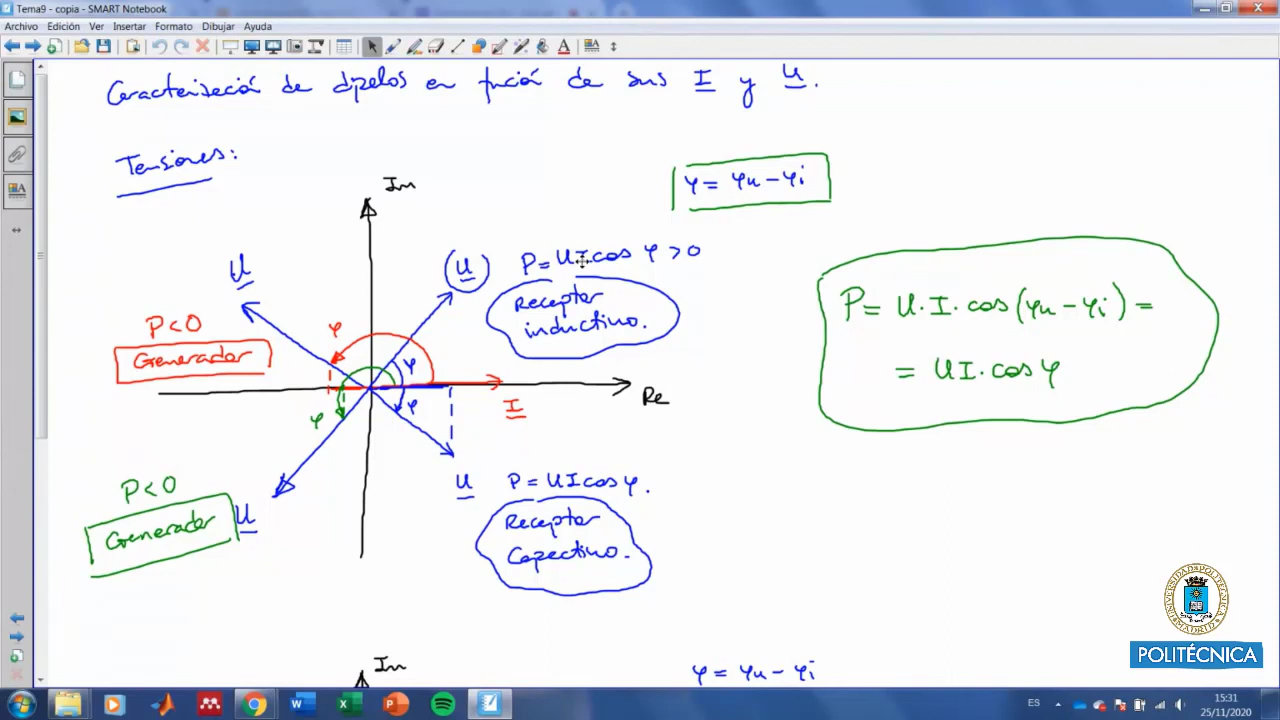 Tema9 - copia - SMART Notebook
Archivo Edición Ver Insertar Formato Dibujar Ayuda
Caracterización de dipolos en función de sus I y U.
Tensiones:
φ = φu - φi
Im
U
U
P = UI cos φ > 0
Receptor
inductivo.
P = U·I·cos(φu - φi) =
= UI·cos φ
P < 0
Generador
φ
φ
φ
φ
I
Re
P < 0
Generador
U
U
P = UI cos φ.
Receptor
Capacitivo.
Im
φ = φu - φi
POLITÉCNICA
ES
15:31
25/11/2020